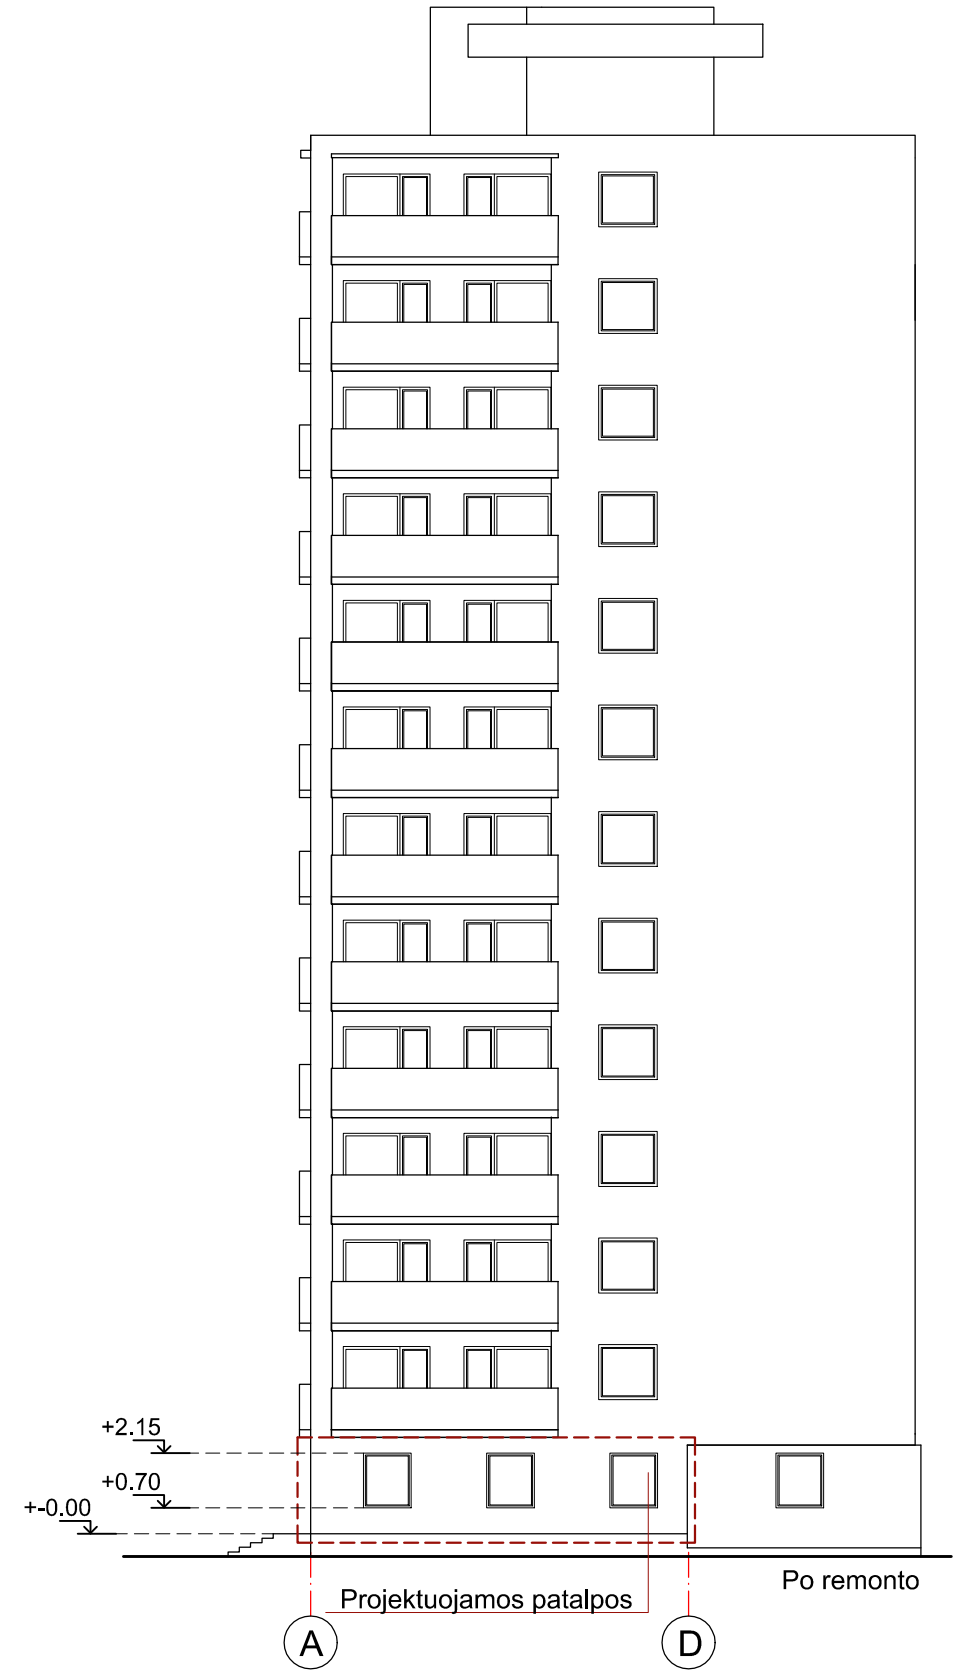 +2.15
+0.70
+-0.00
Po remonto
Projektuojamos patalpos
A
D